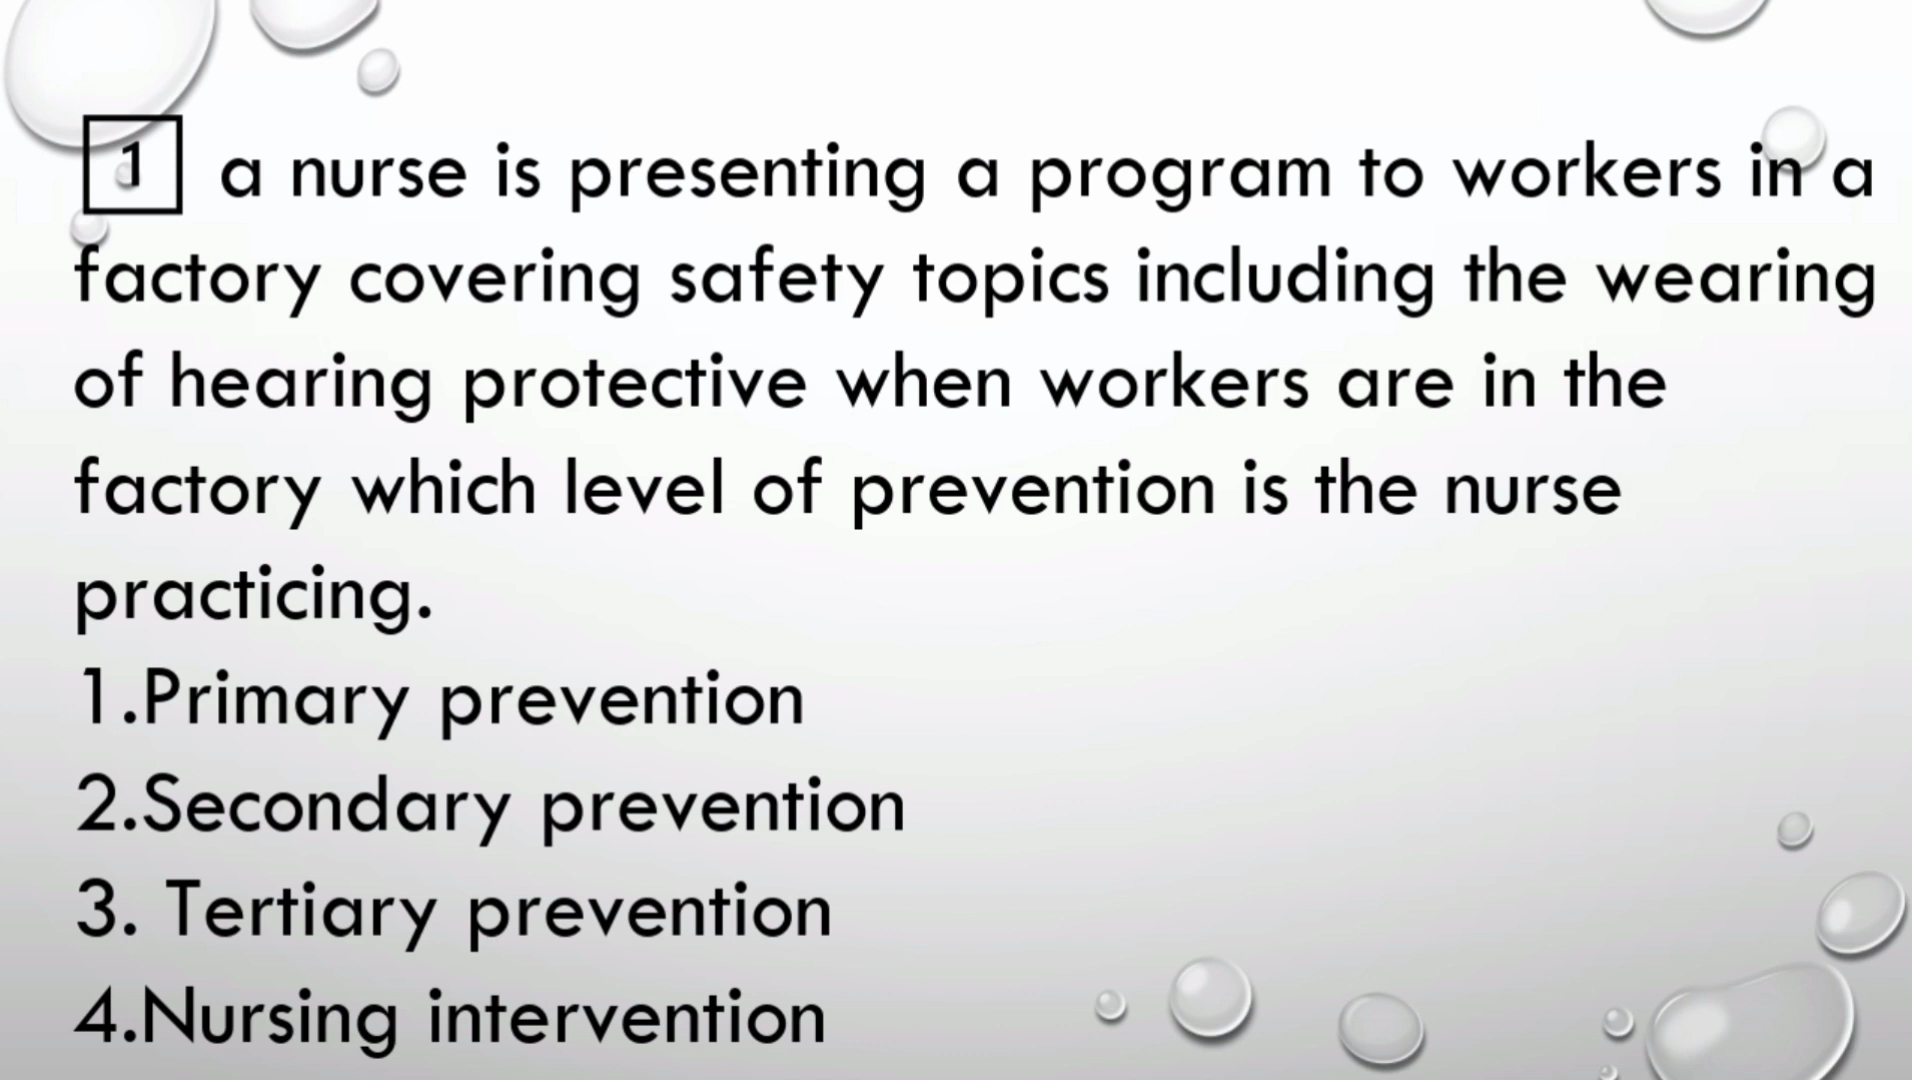 1 a nurse is presenting a program to workers in a
factory covering safety topics including the wearing
of hearing protective when workers are in the
factory which level of prevention is the nurse
practicing.
1.Primary prevention
2.Secondary prevention
3. Tertiary prevention
4.Nursing intervention